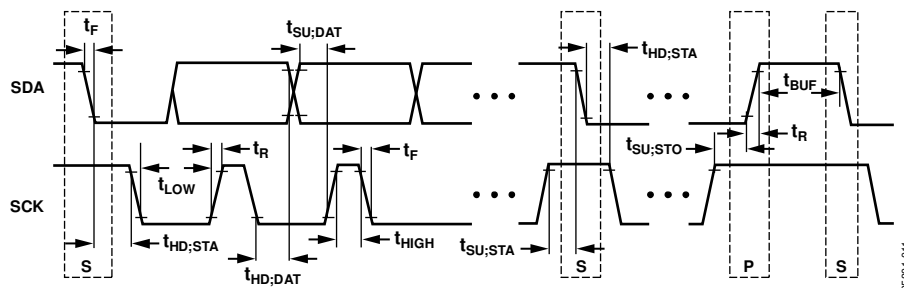 tF
tSU;DAT
tHD;STA
SDA
tBUF
tR
tF
tSU;STO
tR
tLOW
SCK
tHD;STA
tHD;DAT
tHIGH
tSU;STA
S
S
P
S